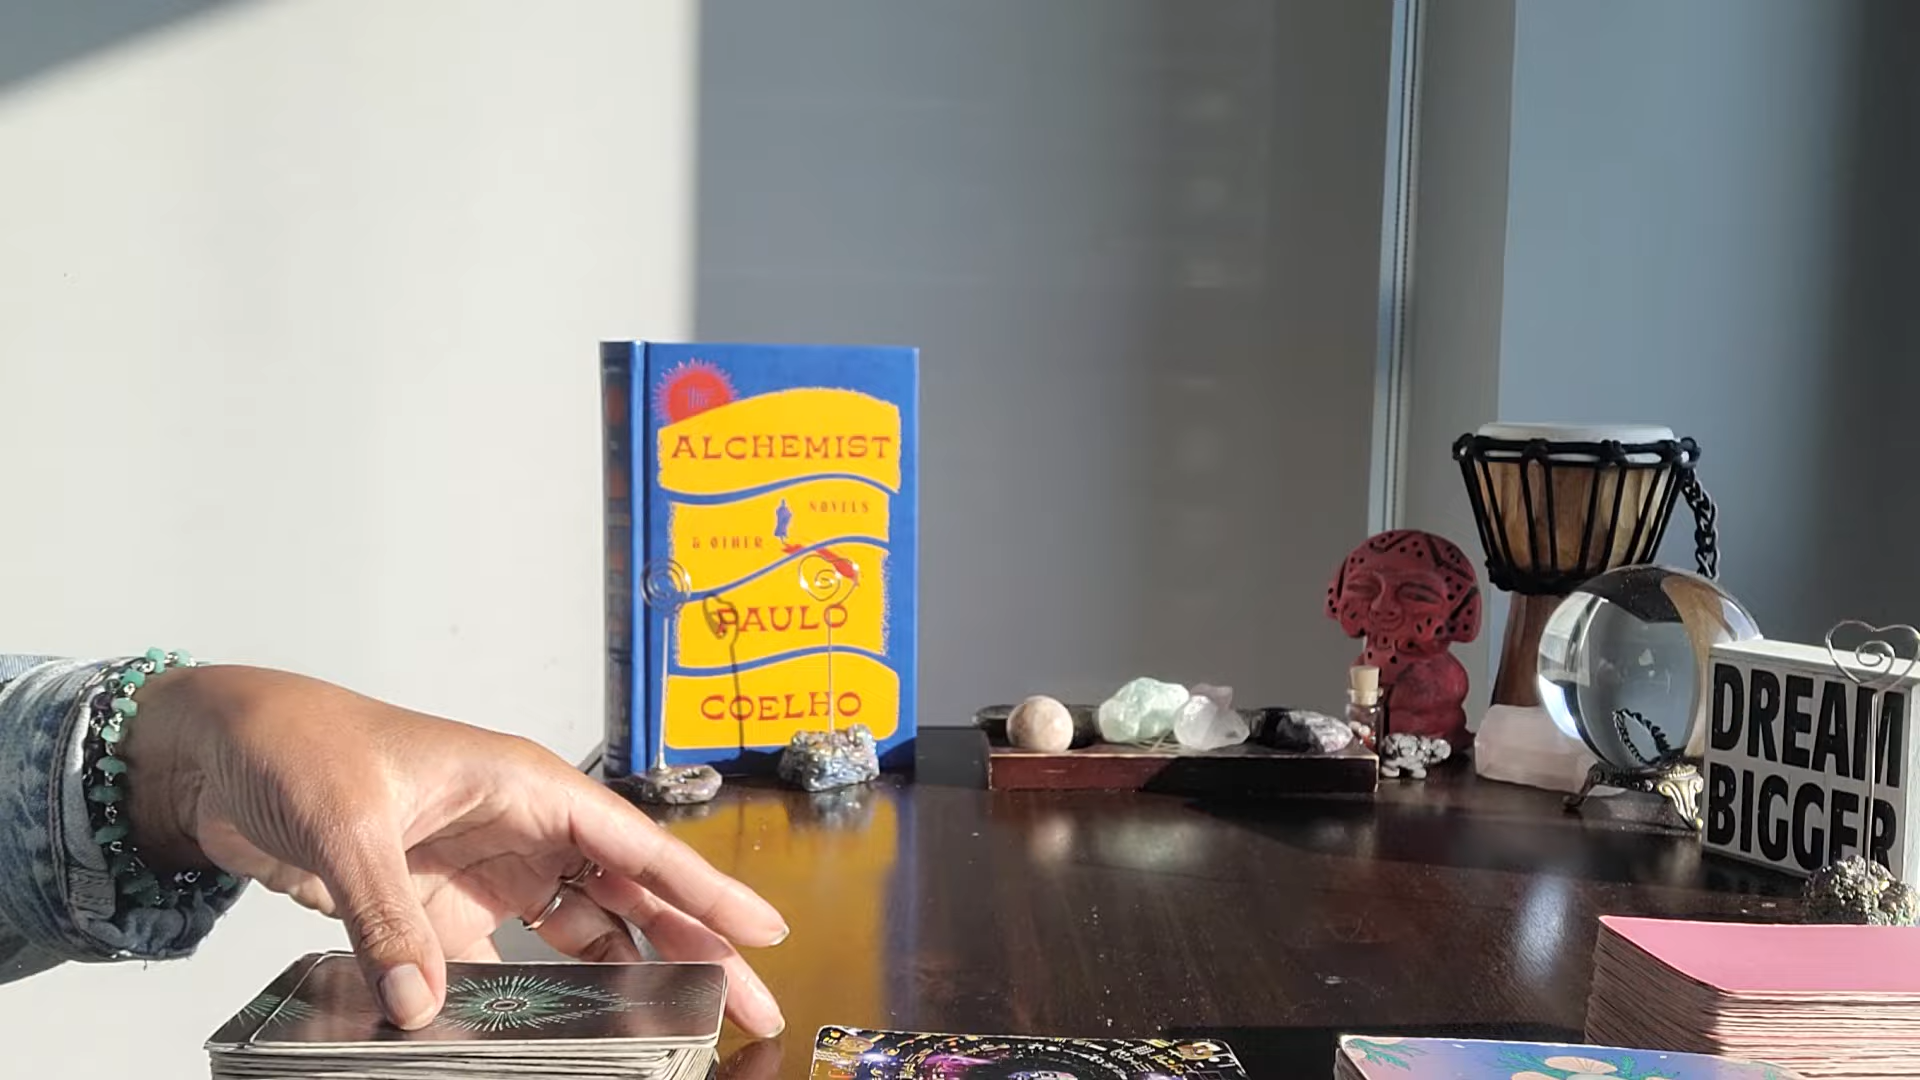 The
ALCHEMIST
NOVELS
& OTHER
PAULO
COELHO
DREAM
BIGGER